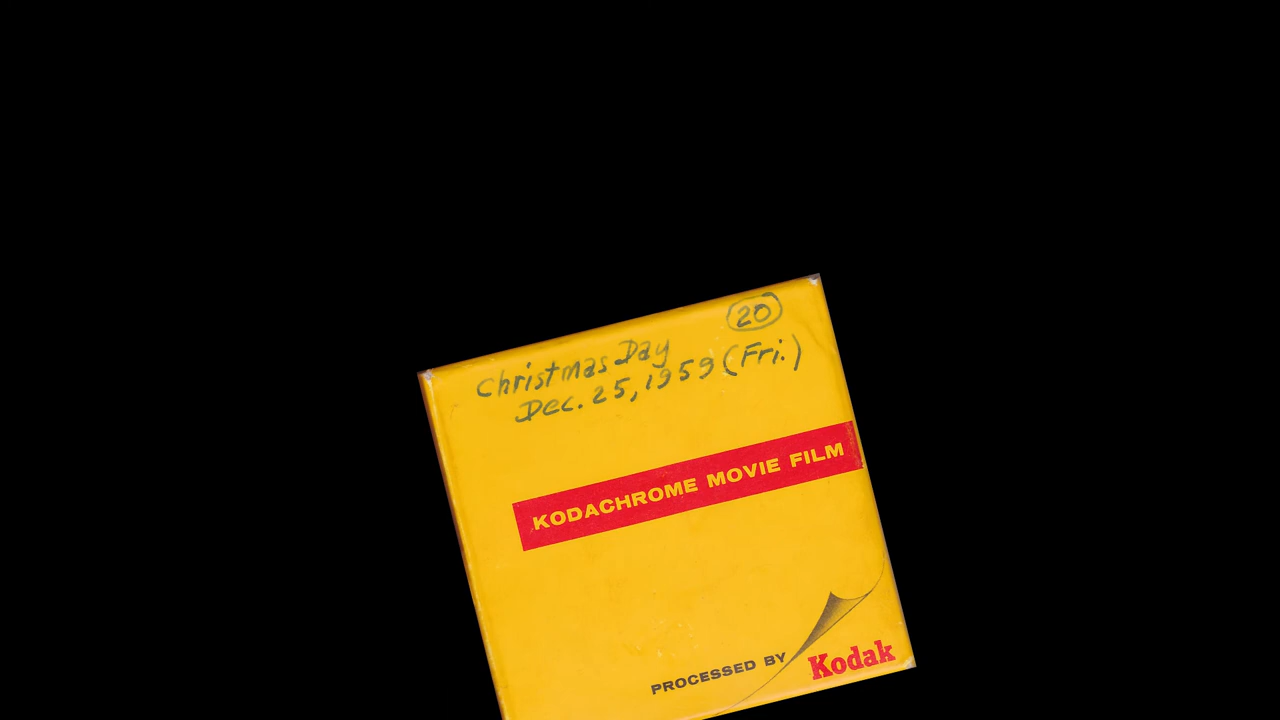 20
Christmas Day
Dec. 25, 1959 (Fri.)
KODACHROME MOVIE FILM
PROCESSED BY Kodak